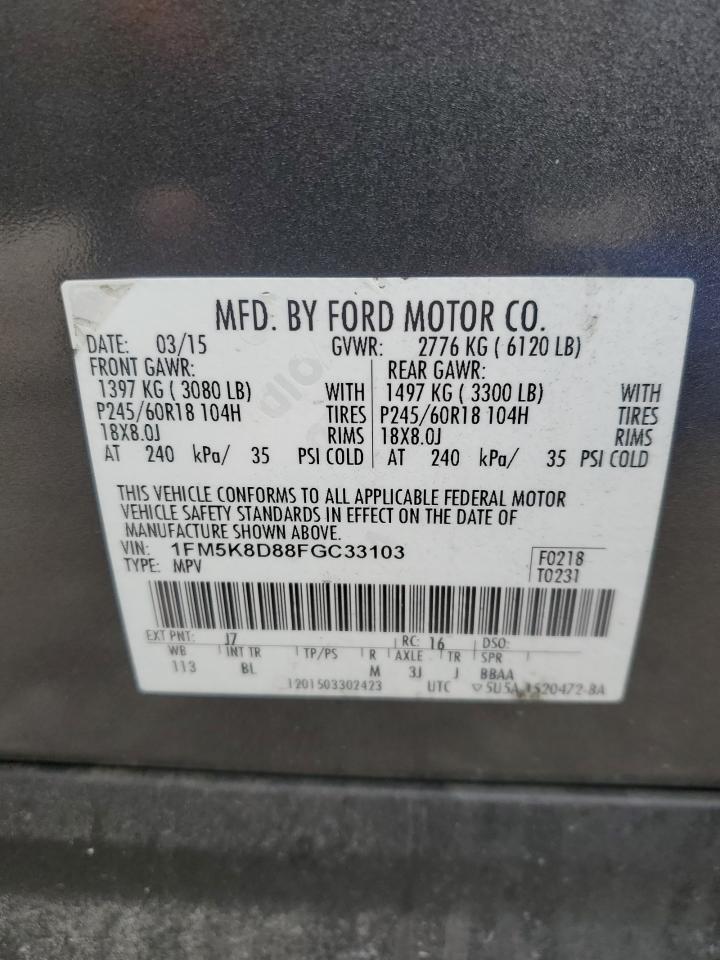 MFD. BY FORD MOTOR CO.
DATE: 03/15 GVWR: 2776 KG ( 6120 LB)
FRONT GAWR: REAR GAWR:
1397 KG ( 3080 LB) WITH 1497 KG ( 3300 LB) WITH
P245/60R18 104H TIRES P245/60R18 104H TIRES
18X8.0J RIMS 18X8.0J RIMS
AT 240 kPa/ 35 PSI COLD AT 240 kPa/ 35 PSI COLD
THIS VEHICLE CONFORMS TO ALL APPLICABLE FEDERAL MOTOR
VEHICLE SAFETY STANDARDS IN EFFECT ON THE DATE OF
MANUFACTURE SHOWN ABOVE.
VIN: 1FM5K8D88FGC33103 F0218
TYPE: MPV T0231
EXT PNT: J7 RC: 16 DSO:
WB INT TR TP/PS R AXLE TR SPR
113 BL M 3J J BBAA
1201503302423 UTC ▽5U5A 1520472-BA